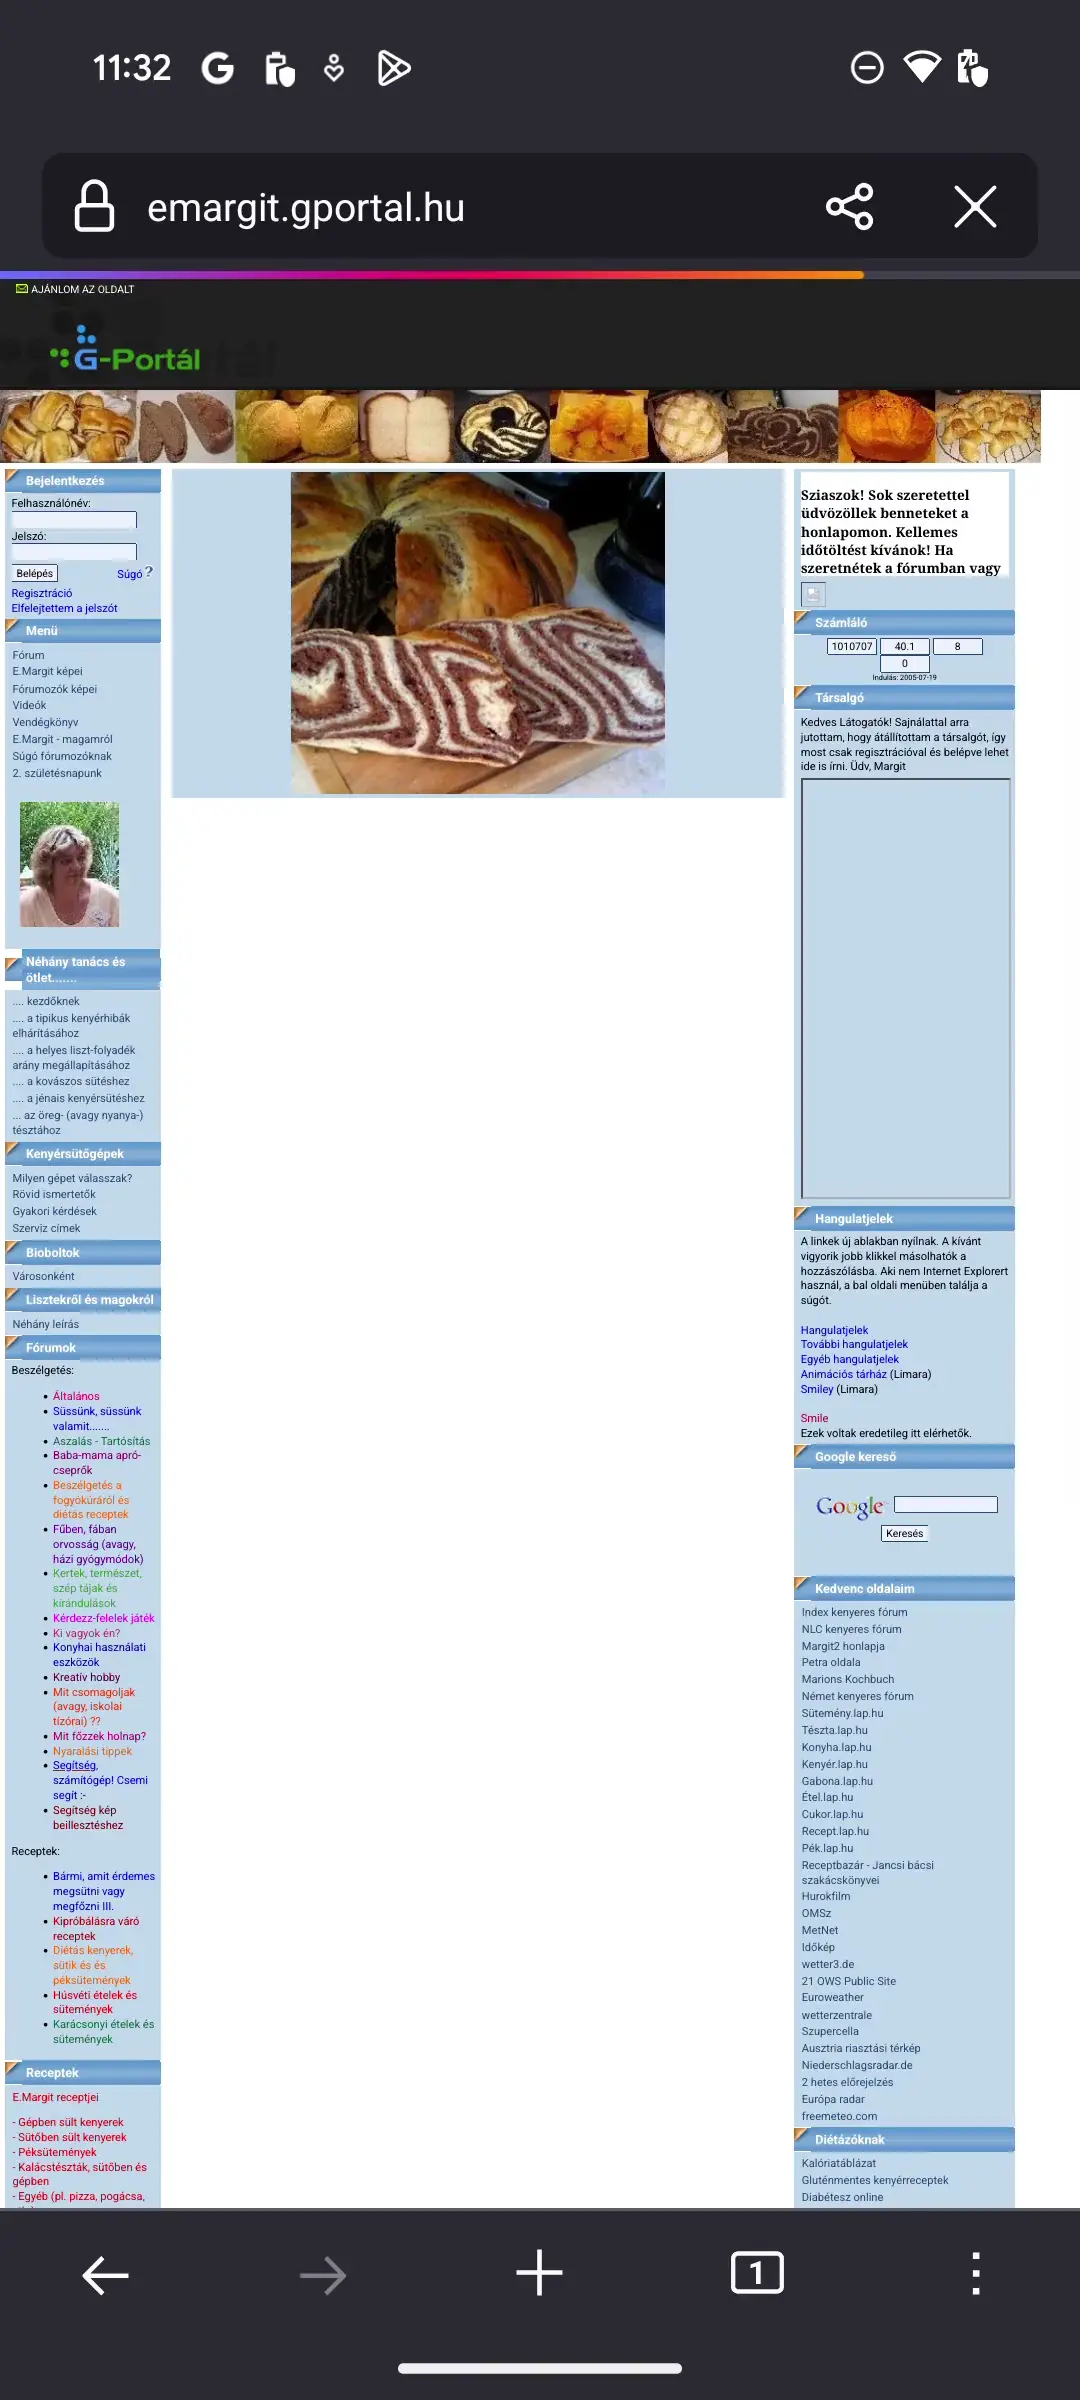 11:32
emargit.gportal.hu
AJÁNLOM AZ OLDALT
G-Portál
Bejelentkezés
Felhasználónév:
Jelszó:
Belépés
Súgó ?
Regisztráció
Elfelejtettem a jelszót
Menü
Fórum
E.Margit képei
Fórumozók képei
Videók
Vendégkönyv
E.Margit - magamról
Súgó fórumozóknak
2. születésnapunk
Néhány tanács és
ötlet.......
.... kezdőknek
.... a tipikus kenyérhibák
elhárításához
.... a helyes liszt-folyadék
arány megállapításához
.... a kovászos sütéshez
.... a jénais kenyérsütéshez
... az öreg- (avagy nyanya-)
tésztához
Kenyérsütőgépek
Milyen gépet válasszak?
Rövid ismertetők
Gyakori kérdések
Szerviz címek
Bioboltok
Városonként
Lisztekről és magokról
Néhány leírás
Fórumok
Beszélgetés:
• Általános
• Süssünk, süssünk
valamit.......
• Aszalás - Tartósítás
• Baba-mama apró-
cseprők
• Beszélgetés a
fogyókúráról és
diétás receptek
• Fűben, fában
orvosság (avagy,
házi gyógymódok)
• Kertek, természet,
szép tájak és
kirándulások
• Kérdezz-felelek játék
• Ki vagyok én?
• Konyhai használati
eszközök
• Kreatív hobby
• Mit csomagoljak
(avagy, iskolai
tízórai) ??
• Mit főzzek holnap?
• Nyaralási tippek
• Segítség,
számítógép! Csemi
segít :-
• Segítség kép
beillesztéshez
Receptek:
• Bármi, amit érdemes
megsütni vagy
megfőzni III.
• Kipróbálásra váró
receptek
• Diétás kenyerek,
sütik és és
péksütemények
• Húsvéti ételek és
sütemények
• Karácsonyi ételek és
sütemények
Receptek
E.Margit receptjei
- Gépben sült kenyerek
- Sütőben sült kenyerek
- Péksütemények
- Kalácstészták, sütőben és
gépben
- Egyéb (pl. pizza, pogácsa,
Sziasztok! Sok szeretettel
üdvözöllek benneteket a
honlapomon. Kellemes
időtöltést kívánok! Ha
szeretnétek a fórumban vagy
Számláló
1010707 40.1 8
0
Indulás: 2005-07-19
Társalgó
Kedves Látogatók! Sajnálattal arra
jutottam, hogy átállítottam a társalgót, így
most csak regisztrációval és belépve lehet
ide is írni. Üdv, Margit
Hangulatjelek
A linkek új ablakban nyílnak. A kívánt
vigyorik jobb klikkel másolhatók a
hozzászólásba. Aki nem Internet Explorert
használ, a bal oldali menüben találja a
súgót.
Hangulatjelek
További hangulatjelek
Egyéb hangulatjelek
Animációs tárház (Limara)
Smiley (Limara)
Smile
Ezek voltak eredetileg itt elérhetők.
Google kereső
Google
Keresés
Kedvenc oldalaim
Index kenyeres fórum
NLC kenyeres fórum
Margit2 honlapja
Petra oldala
Marions Kochbuch
Német kenyeres fórum
Sütemény.lap.hu
Tészta.lap.hu
Konyha.lap.hu
Kenyér.lap.hu
Gabona.lap.hu
Étel.lap.hu
Cukor.lap.hu
Recept.lap.hu
Pék.lap.hu
Receptbazár - Jancsi bácsi
szakácskönyvei
Hurokfilm
OMSz
MetNet
Időkép
wetter3.de
21 OWS Public Site
Euroweather
wetterzentrale
Szupercella
Ausztria riasztási térkép
Niederschlagsradar.de
2 hetes előrejelzés
Európa radar
freemeteo.com
Diétázóknak
Kalóriatáblázat
Gluténmentes kenyérreceptek
Diabétesz online
1